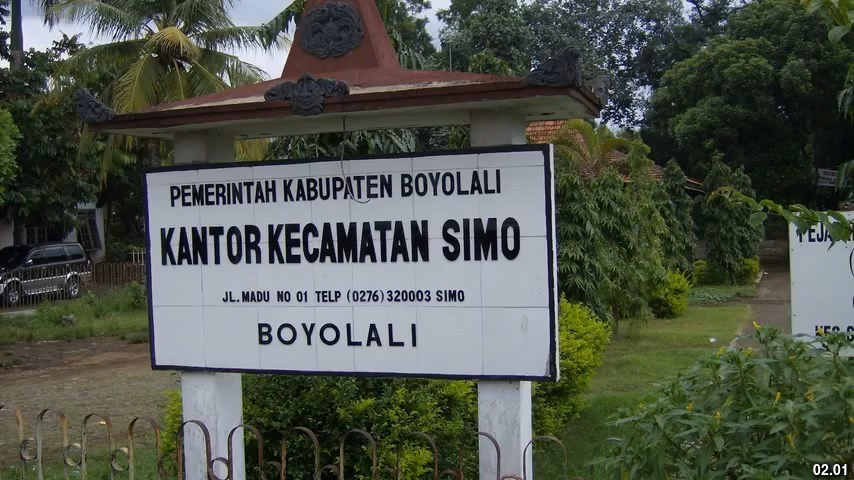 PEMERINTAH KABUPATEN BOYOLALI
KANTOR KECAMATAN SIMO
JL. MADU NO 01 TELP (0276) 320003 SIMO
BOYOLALI
02.01